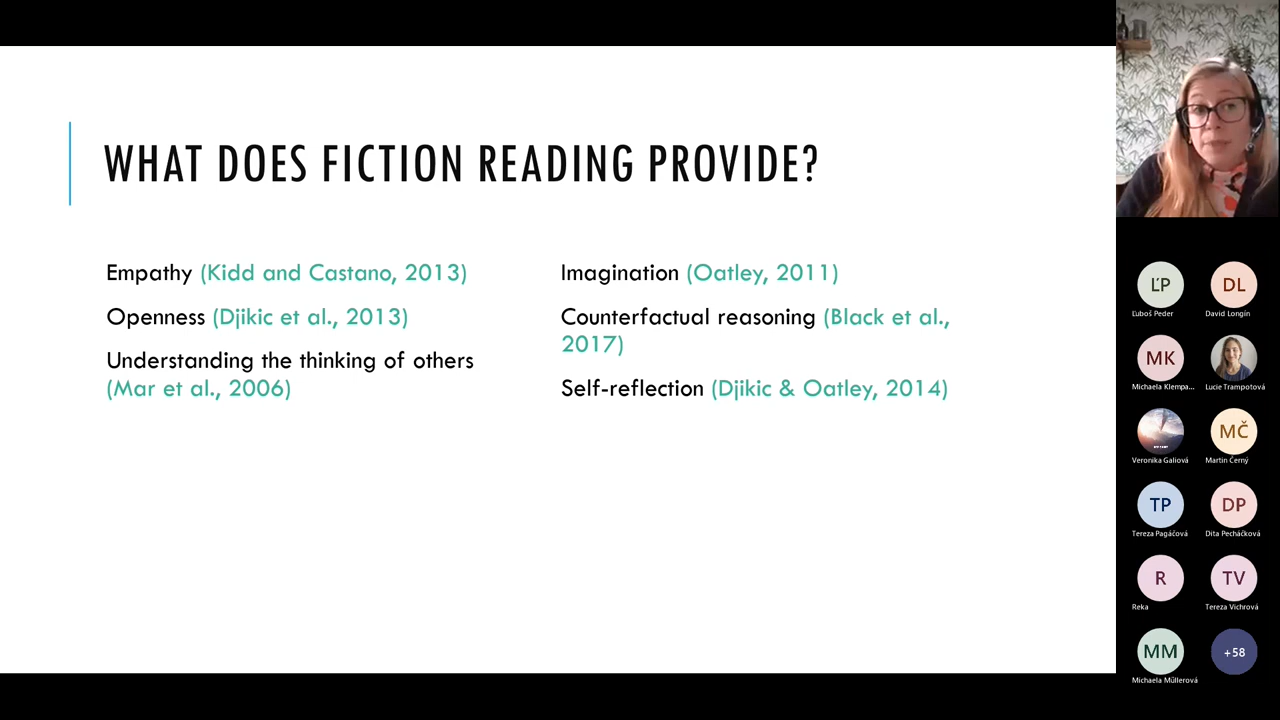 WHAT DOES FICTION READING PROVIDE?
Empathy (Kidd and Castano, 2013)
Openness (Djikic et al., 2013)
Understanding the thinking of others
(Mar et al., 2006)
Imagination (Oatley, 2011)
Counterfactual reasoning (Black et al.,
2017)
Self-reflection (Djikic & Oatley, 2014)
ĽP
Ľuboš Peder
DL
David Longín
MK
Michaela Klempa...
Lucie Trampotová
Veronika Galiová
MČ
Martin Černý
TP
Tereza Pagáčová
DP
Dita Pecháčková
R
Reka
TV
Tereza Vichrová
MM
Michaela Müllerová
+58